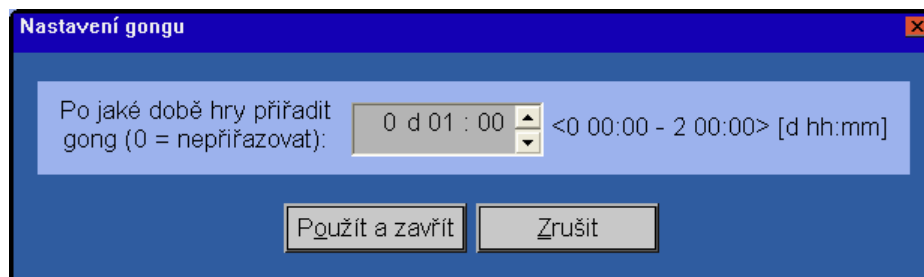 Nastavení gongu
Po jaké době hry přiřadit
gong (0 = nepřiřazovat):
0 d 01 : 00
<0 00:00 - 2 00:00> [d hh:mm]
Použít a zavřít
Zrušit